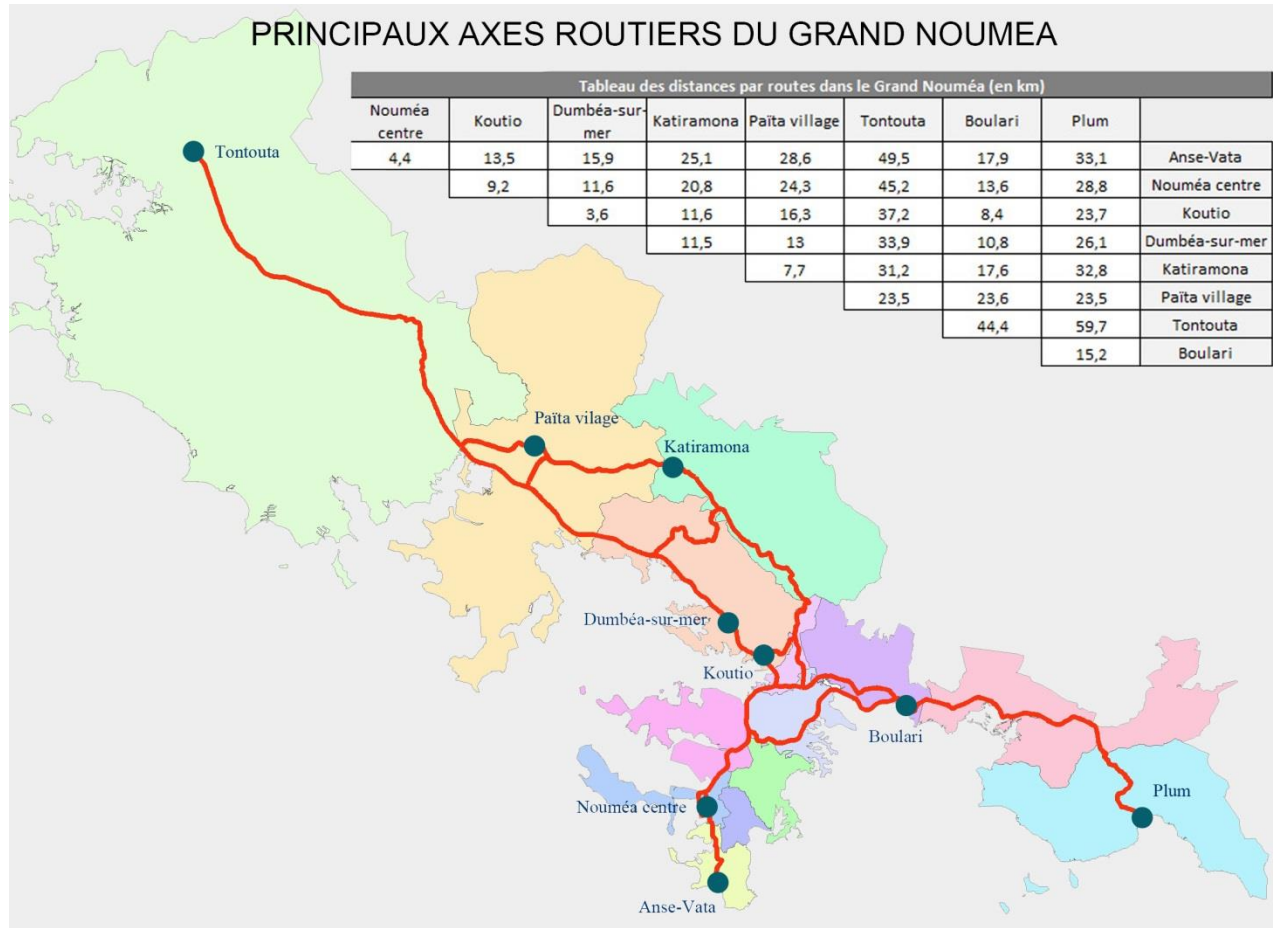 PRINCIPAUX AXES ROUTIERS DU GRAND NOUMEA
Tableau des distances par routes dans le Grand Nouméa (en km)
Nouméa centre Koutio Dumbéa-sur-mer Katiramona Païta village Tontouta Boulari Plum
4,4 13,5 15,9 25,1 28,6 49,5 17,9 33,1 Anse-Vata
9,2 11,6 20,8 24,3 45,2 13,6 28,8 Nouméa centre
3,6 11,6 16,3 37,2 8,4 23,7 Koutio
11,5 13 33,9 10,8 26,1 Dumbéa-sur-mer
7,7 31,2 17,6 32,8 Katiramona
23,5 23,6 23,5 Païta village
44,4 59,7 Tontouta
15,2 Boulari
Tontouta
Païta vilage
Katiramona
Dumbéa-sur-mer
Koutio
Boulari
Plum
Nouméa centre
Anse-Vata